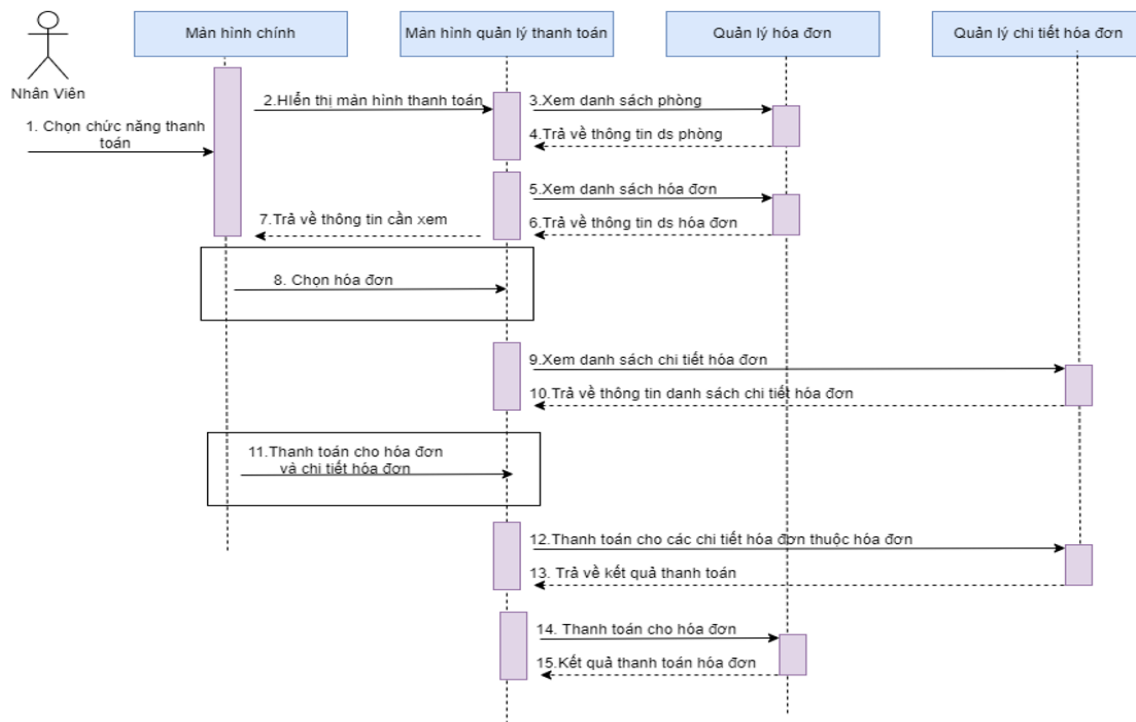 Màn hình chính
Màn hình quản lý thanh toán
Quản lý hóa đơn
Quản lý chi tiết hóa đơn
Nhân Viên
1. Chọn chức năng thanh
toán
2.HIển thị màn hình thanh toán
3.Xem danh sách phòng
4.Trả về thông tin ds phòng
5.Xem danh sách hóa đơn
6.Trả về thông tin ds hóa đơn
7.Trả về thông tin cần xem
8. Chọn hóa đơn
9.Xem danh sách chi tiết hóa đơn
10.Trả về thông tin danh sách chi tiết hóa đơn
11.Thanh toán cho hóa đơn
và chi tiết hóa đơn
12.Thanh toán cho các chi tiết hóa đơn thuộc hóa đơn
13. Trả về kết quả thanh toán
14. Thanh toán cho hóa đơn
15.Kết quả thanh toán hóa đơn